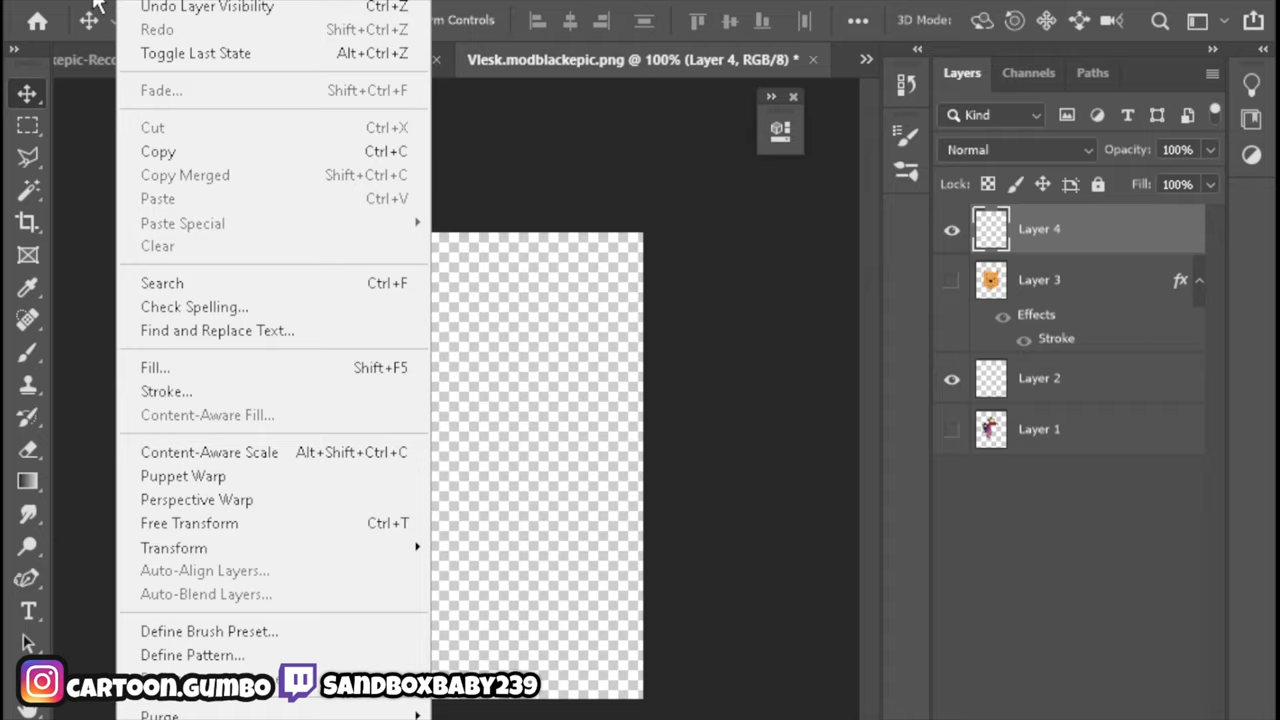 Undo Layer Visibility Ctrl+Z
Redo Shift+Ctrl+Z
Toggle Last State Alt+Ctrl+Z
Fade... Shift+Ctrl+F
Cut Ctrl+X
Copy Ctrl+C
Copy Merged Shift+Ctrl+C
Paste Ctrl+V
Paste Special
Clear
Search Ctrl+F
Check Spelling...
Find and Replace Text...
Fill... Shift+F5
Stroke...
Content-Aware Fill...
Content-Aware Scale Alt+Shift+Ctrl+C
Puppet Warp
Perspective Warp
Free Transform Ctrl+T
Transform
Auto-Align Layers...
Auto-Blend Layers...
Define Brush Preset...
Define Pattern...
Purge
Controls
3D Mode:
Vlesk.modblackepic.png @ 100% (Layer 4, RGB/8) *
Layers Channels Paths
Kind
Normal Opacity: 100%
Lock: Fill: 100%
Layer 4
Layer 3 fx
Effects
Stroke
Layer 2
Layer 1
CARTOON.GUMBO SANDBOXBABY239